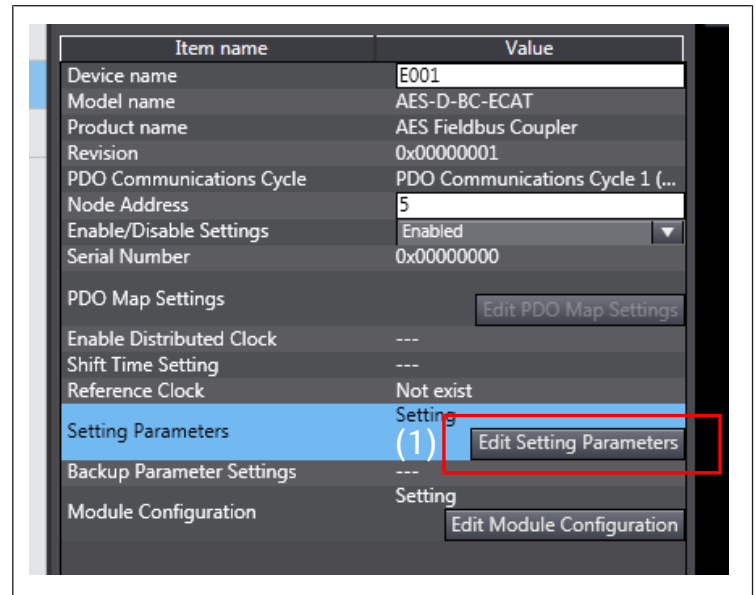 Item name Value
Device name E001
Model name AES-D-BC-ECAT
Product name AES Fieldbus Coupler
Revision 0x00000001
PDO Communications Cycle PDO Communications Cycle 1 (...
Node Address 5
Enable/Disable Settings Enabled
Serial Number 0x00000000
PDO Map Settings Edit PDO Map Settings
Enable Distributed Clock ---
Shift Time Setting ---
Reference Clock Not exist
Setting
Setting Parameters (1) Edit Setting Parameters
Backup Parameter Settings ---
Setting
Module Configuration Edit Module Configuration